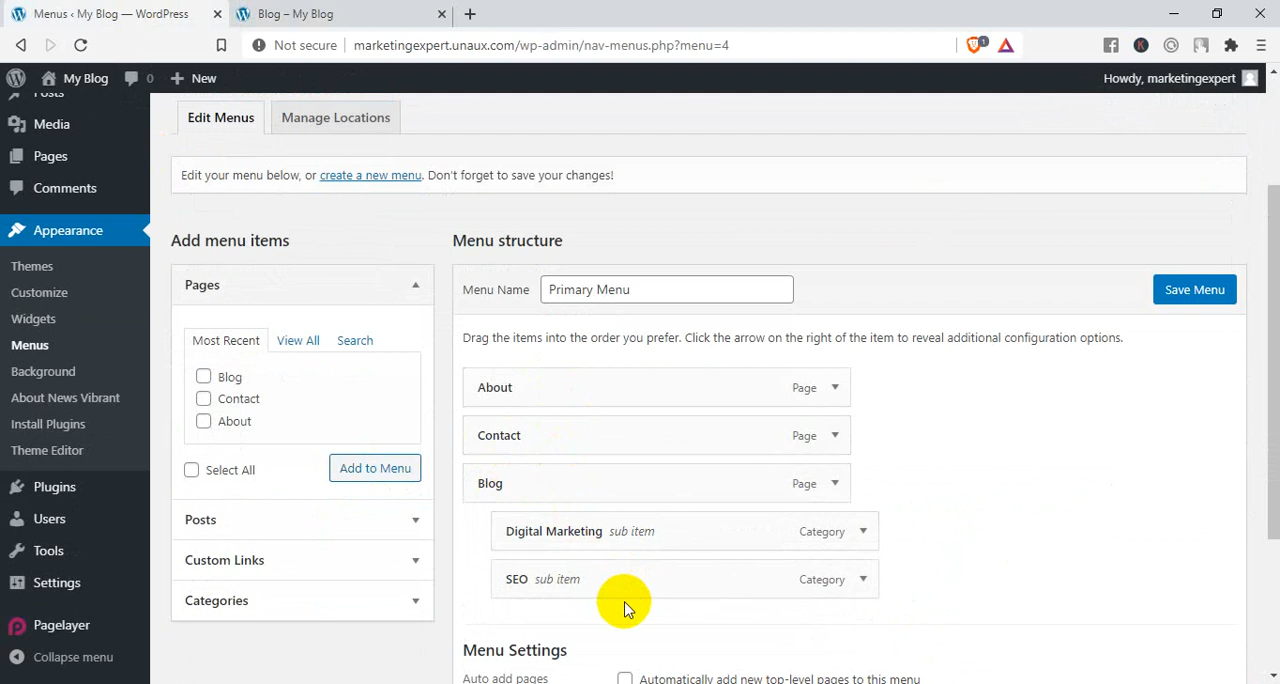 Menus ‹ My Blog — WordPress
Blog – My Blog
Not secure
marketingexpert.unaux.com/wp-admin/nav-menus.php?menu=4
1
My Blog
0
New
Howdy, marketingexpert
Posts
Media
Pages
Comments
Appearance
Themes
Customize
Widgets
Menus
Background
About News Vibrant
Install Plugins
Theme Editor
Plugins
Users
Tools
Settings
Pagelayer
Collapse menu
Edit Menus
Manage Locations
Edit your menu below, or create a new menu. Don't forget to save your changes!
Add menu items
Pages
Most Recent
View All
Search
Blog
Contact
About
Select All
Add to Menu
Posts
Custom Links
Categories
Menu structure
Menu Name
Primary Menu
Save Menu
Drag the items into the order you prefer. Click the arrow on the right of the item to reveal additional configuration options.
About
Page
Contact
Page
Blog
Page
Digital Marketing sub item
Category
SEO sub item
Category
Menu Settings
Auto add pages
Automatically add new top-level pages to this menu